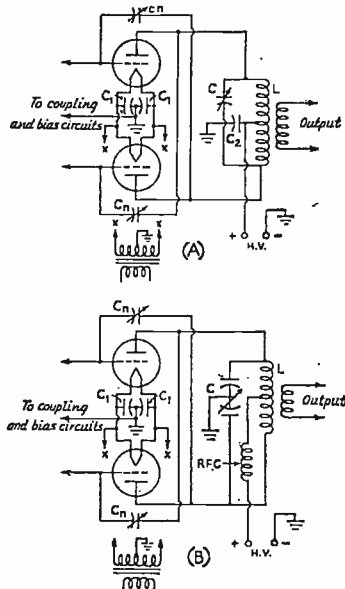 Cn
C1 C1
C
L
To coupling
and bias circuits
C2
Output
x x
Cn
x x
+ H.V. -
(A)
Cn
C1 C1
C
L
To coupling
and bias circuits
Output
x x
RFC
Cn
+ H.V. -
(B)